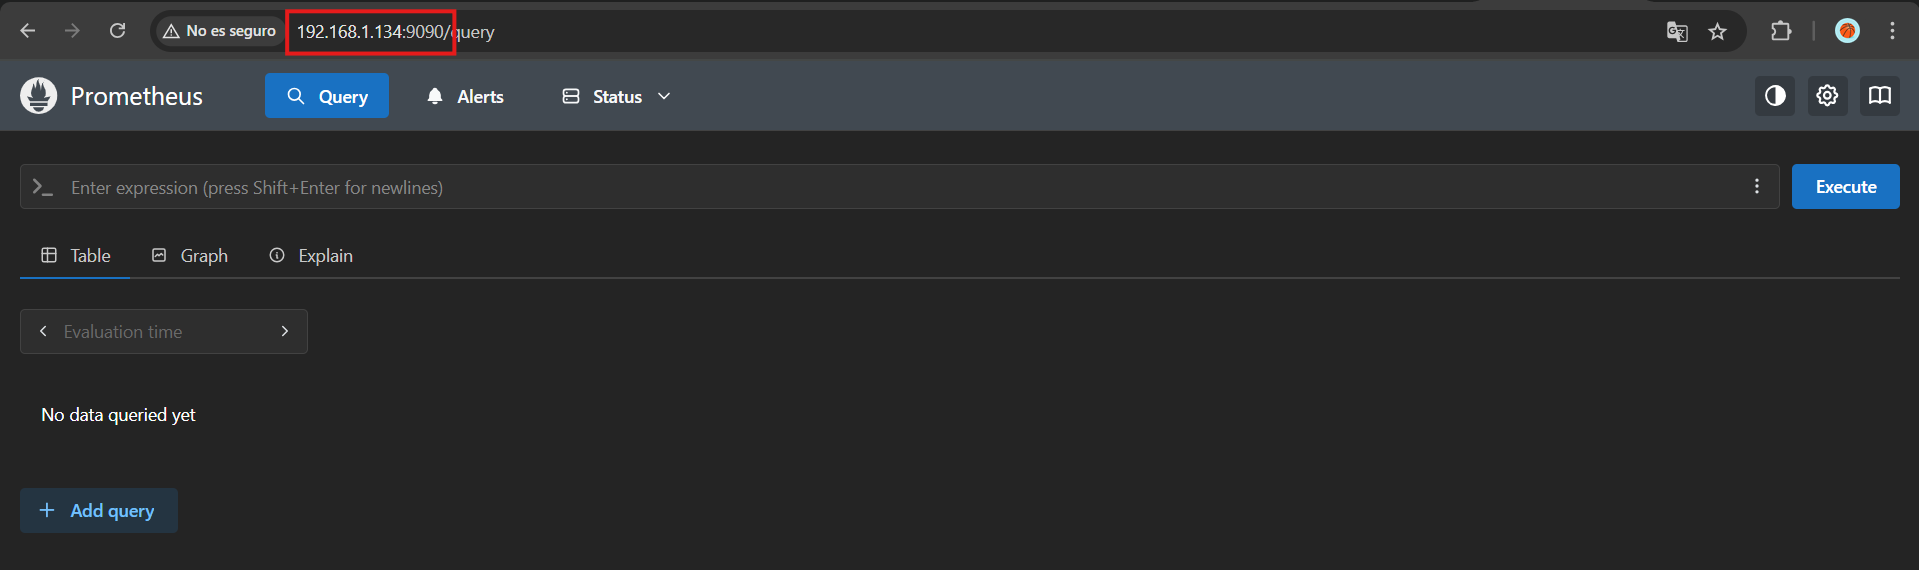 No es seguro 192.168.1.134:9090/query
Prometheus Query Alerts Status
Enter expression (press Shift+Enter for newlines) Execute
Table Graph Explain
Evaluation time
No data queried yet
Add query